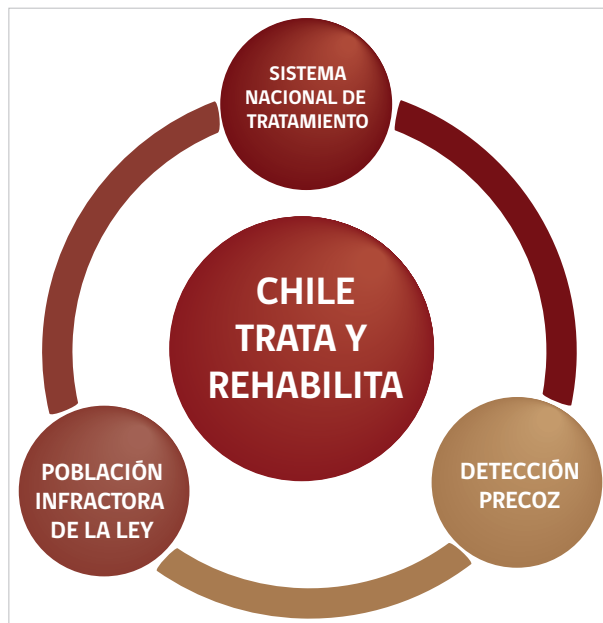 SISTEMA
NACIONAL DE
TRATAMIENTO
CHILE
TRATA Y
REHABILITA
POBLACIÓN
INFRACTORA
DE LA LEY
DETECCIÓN
PRECOZ